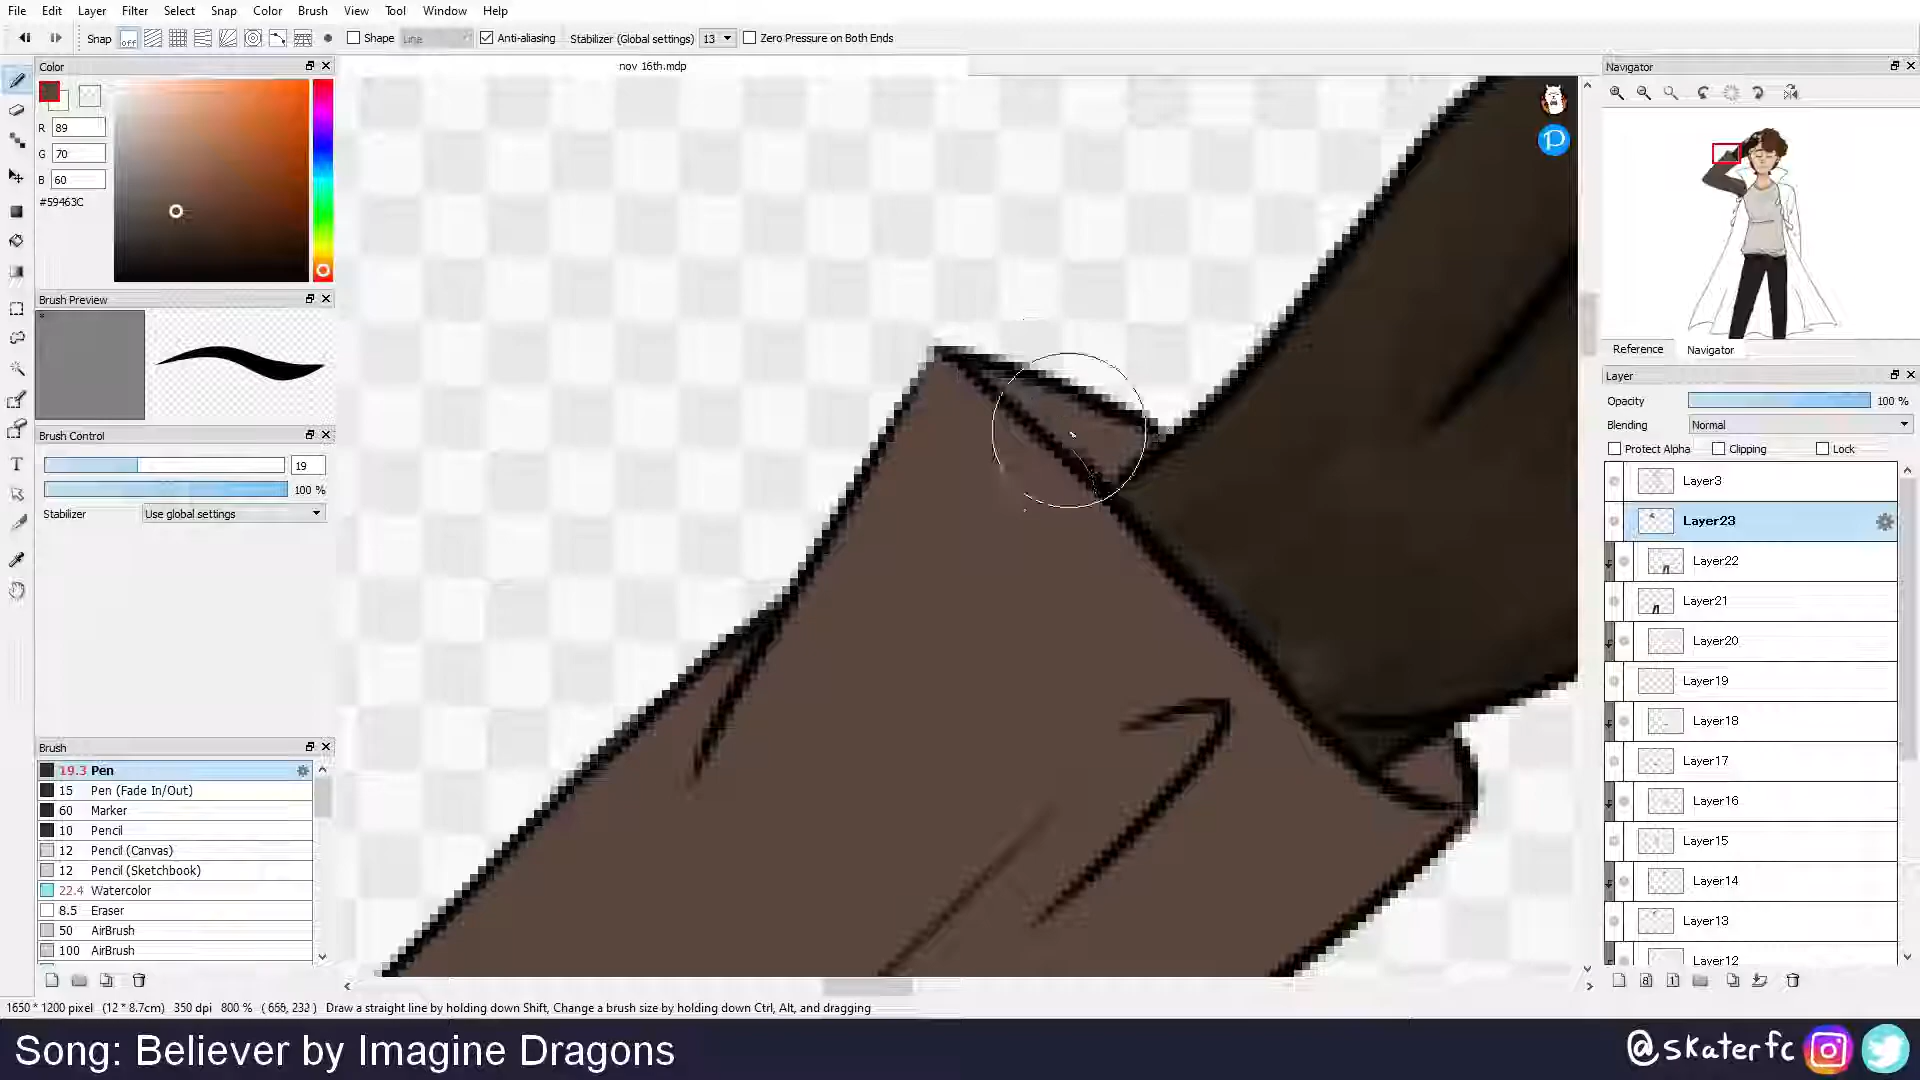 File Edit Layer Filter Select Snap Color Brush View Tool Window Help
Snap off Shape Line Anti-aliasing Stabilizer (Global settings) 13 Zero Pressure on Both Ends
Color
nov 16th.mdp
R 89
G 70
B 60
#59463C
Brush Preview
Brush Control
19
100 %
Stabilizer Use global settings
Brush
19.3 Pen
15 Pen (Fade In/Out)
60 Marker
10 Pencil
12 Pencil (Canvas)
12 Pencil (Sketchbook)
22.4 Watercolor
8.5 Eraser
50 AirBrush
100 AirBrush
Navigator
Reference Navigator
Layer
Opacity 100 %
Blending Normal
Protect Alpha Clipping Lock
Layer3
Layer23
Layer22
Layer21
Layer20
Layer19
Layer18
Layer17
Layer16
Layer15
Layer14
Layer13
Layer12
1650 * 1200 pixel (12 * 8.7cm) 350 dpi 800 % Draw a straight line by holding down Shift, Change a brush size by holding down Ctrl, Alt, and dragging
Song: Believer by Imagine Dragons
@skaterfc